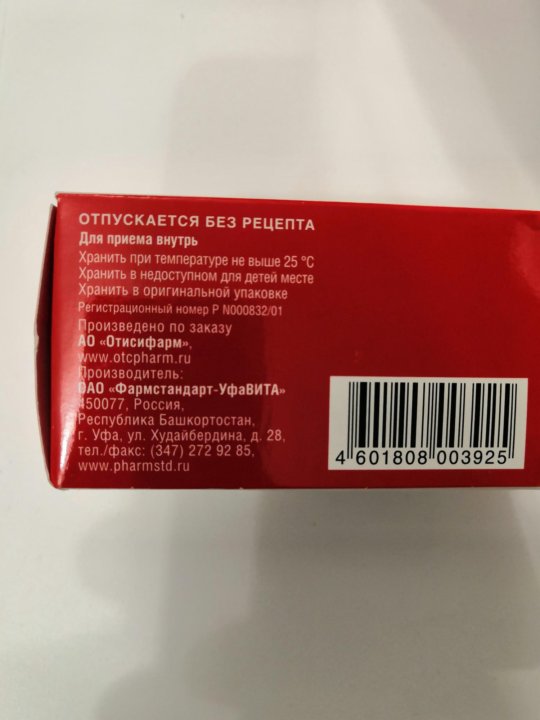 ОТПУСКАЕТСЯ БЕЗ РЕЦЕПТА
Для приема внутрь
Хранить при температуре не выше 25 °C
Хранить в недоступном для детей месте
Хранить в оригинальной упаковке
Регистрационный номер Р N000832/01
Произведено по заказу
АО «Отисифарм»,
www.otcpharm.ru
Производитель:
ОАО «Фармстандарт-УфаВИТА»
450077, Россия,
Республика Башкортостан,
г. Уфа, ул. Худайбердина, д. 28,
тел./факс: (347) 272 92 85,
www.pharmstd.ru
4 601808 003925